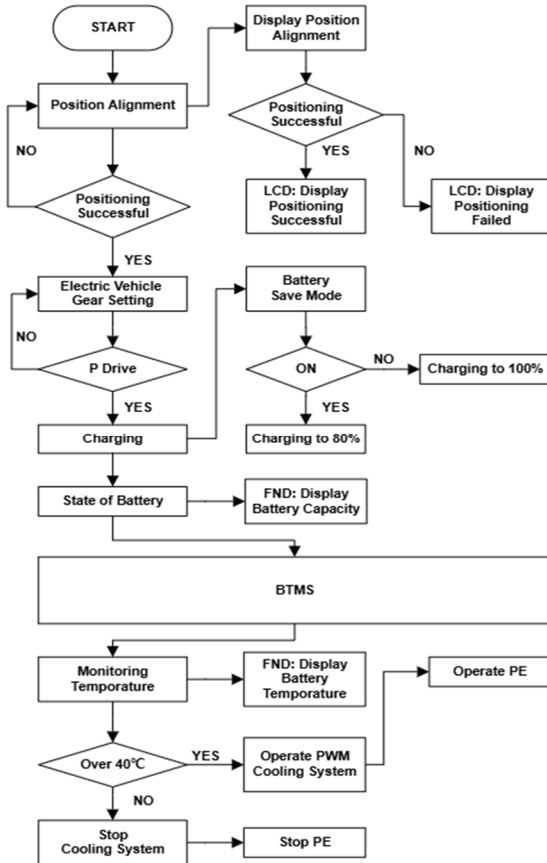 START
Display Position
Alignment
Position Alignment
Positioning
Successful
NO
YES
NO
LCD: Display
Positioning
Successful
LCD: Display
Positioning
Failed
Positioning
Successful
YES
Electric Vehicle
Gear Setting
Battery
Save Mode
NO
P Drive
ON
NO
Charging to 100%
YES
YES
Charging
Charging to 80%
State of Battery
FND: Display
Battery Capacity
BTMS
Monitoring
Temperature
FND: Display
Battery
Temperature
Operate PE
Over 40℃
YES
Operate PWM
Cooling System
NO
Stop
Cooling System
Stop PE